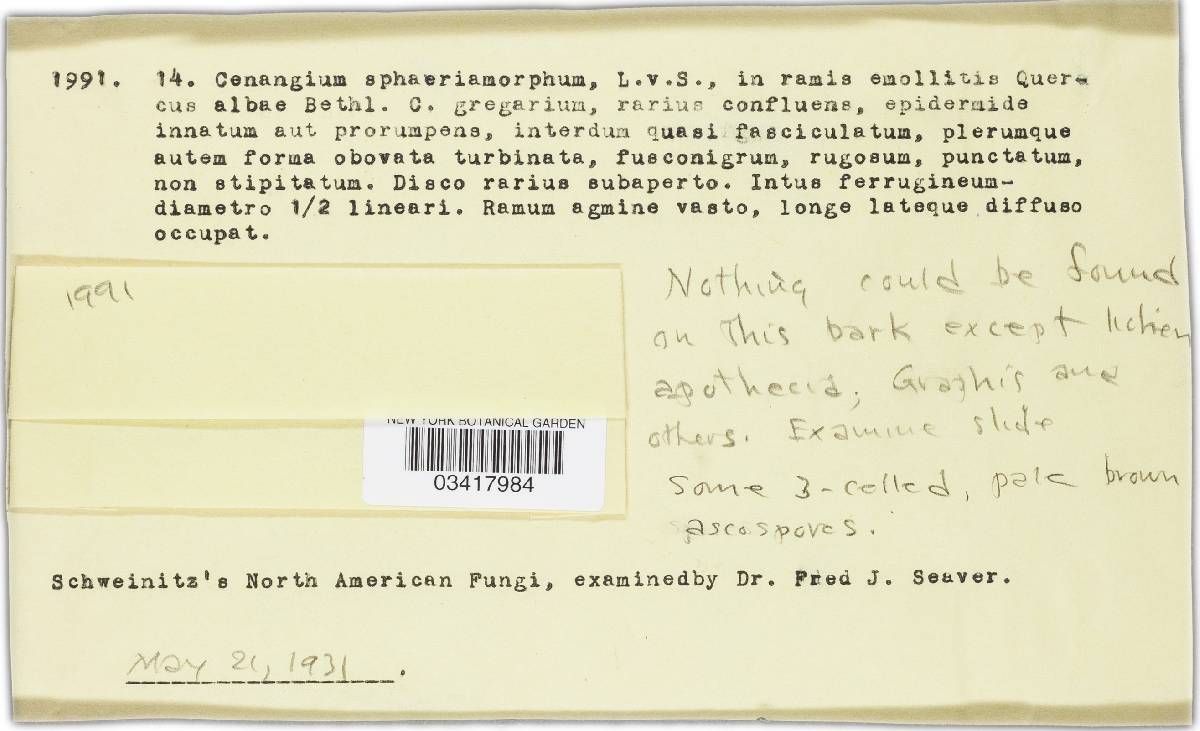 1991. 14. Cenangium sphaeriamorphum, L.v.S., in ramis emollitis Quer-
cus albae Bethl. C. gregarium, rarius confluens, epidermide
innatum aut prorumpens, interdum quasi fasciculatum, plerumque
autem forma obovata turbinata, fusconigrum, rugosum, punctatum,
non stipitatum. Disco rarius subaperto. Intus ferrugineum-
diametro 1/2 lineari. Ramum agmine vasto, longe lateque diffuso
occupat.
1991
NEW YORK BOTANICAL GARDEN
03417984
Nothing could be found
on this bark except lichen
apothecia, Graphis and
others. Examine slide
Some 3-celled, pale brown
ascospores.
Schweinitz's North American Fungi, examinedby Dr. Fred J. Seaver.
May 21, 1931.